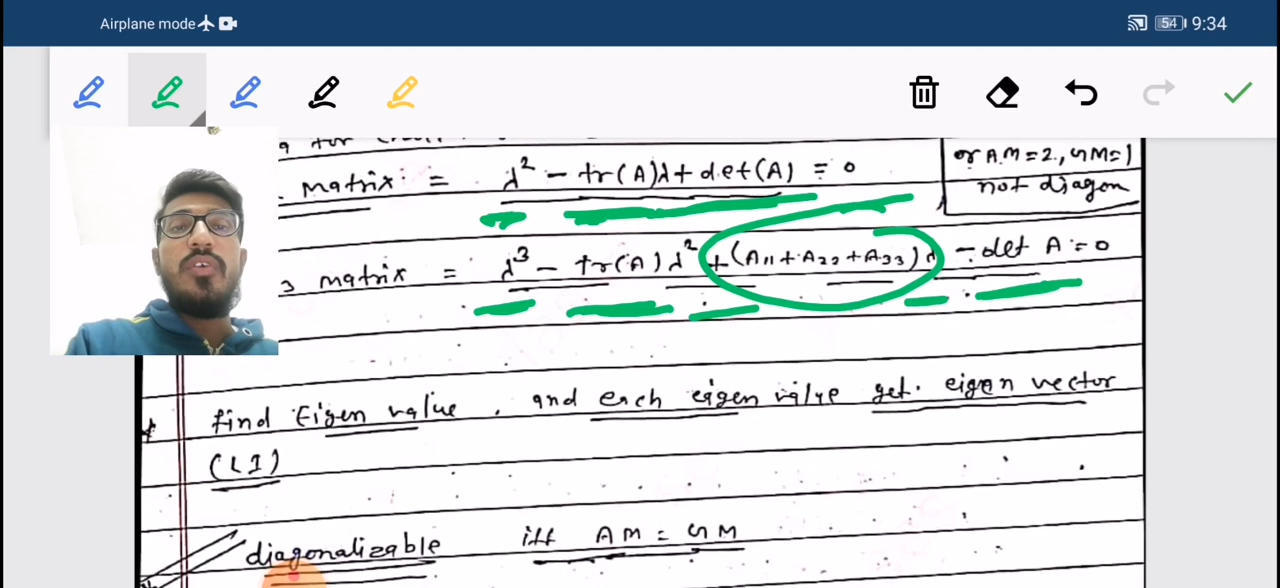 Airplane mode 54 9:34
or A.M=2, GM=1
Matrix: = λ² - tr(A)λ + det(A) = 0
not diagon
3 matrix = λ³ - tr(A)λ² + (A11 + A22 + A33)λ - det A = 0
find Eigen value, and each eigen value get. eigen vector
(LI)
diagonalizable iff AM = GM